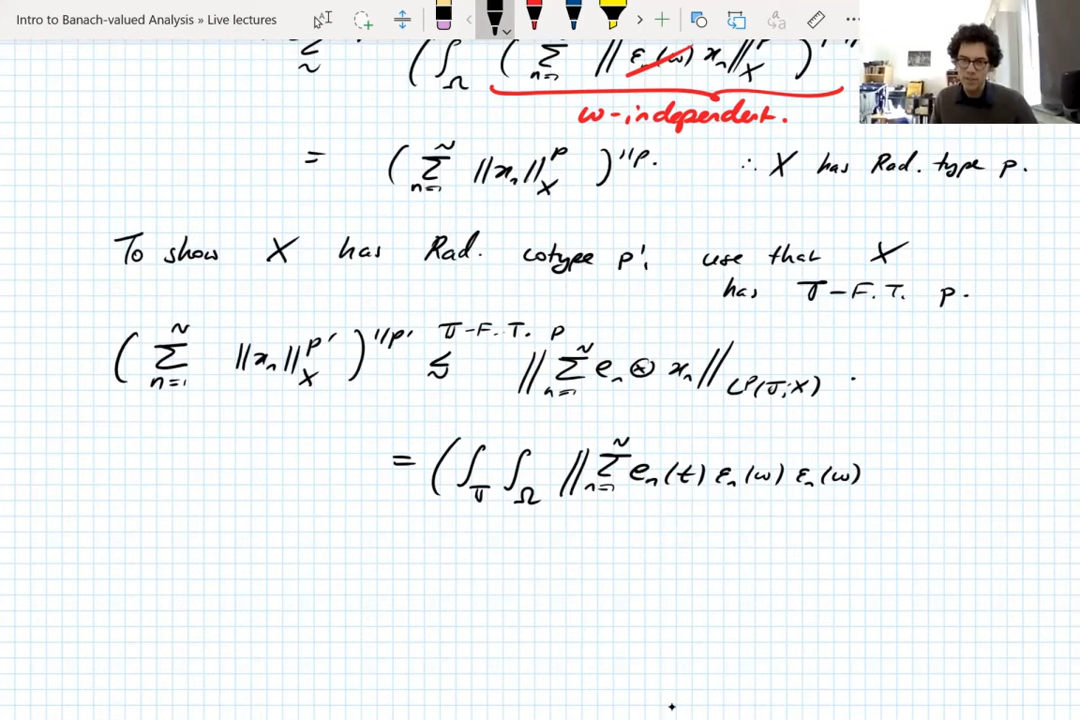 Intro to Banach-valued Analysis » Live lectures
≲ ( ∫_Ω ( Σ_{n=1} || ε_n(ω) x_n ||_X^p )
ω-independent.
= ( Σ_{n=1}^N ||x_n||_X^p )^{1/p}. ∴ X has Rad. type p.
To show X has Rad. cotype p', use that X
has 𝕋-F.T. p.
( Σ_{n=1}^N ||x_n||_X^{p'} )^{1/p'} ≲ || Σ_{n=1}^N e_n ⊗ x_n ||_{L^p(𝕋;X)} .
𝕋-F.T. p
= ( ∫_𝕋 ∫_Ω || Σ_{n=1}^N e_n(t) ε_n(ω) ε_n(ω)